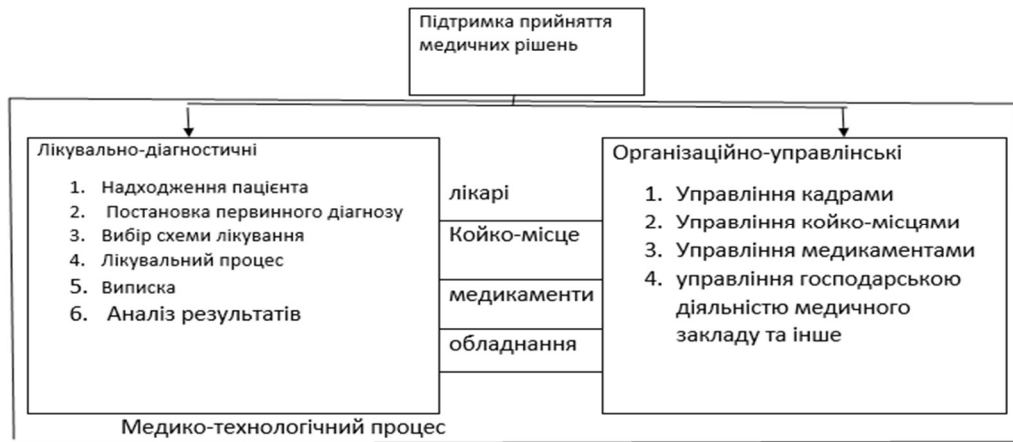 Підтримка прийняття
медичних рішень
Лікувально-діагностичні
1. Надходження пацієнта
2. Постановка первинного діагнозу
3. Вибір схеми лікування
4. Лікувальний процес
5. Виписка
6. Аналіз результатів
лікарі
Койко-місце
медикаменти
обладнання
Організаційно-управлінські
1. Управління кадрами
2. Управління койко-місцями
3. Управління медикаментами
4. управління господарською
діяльністю медичного
закладу та інше
Медико-технологічний процес